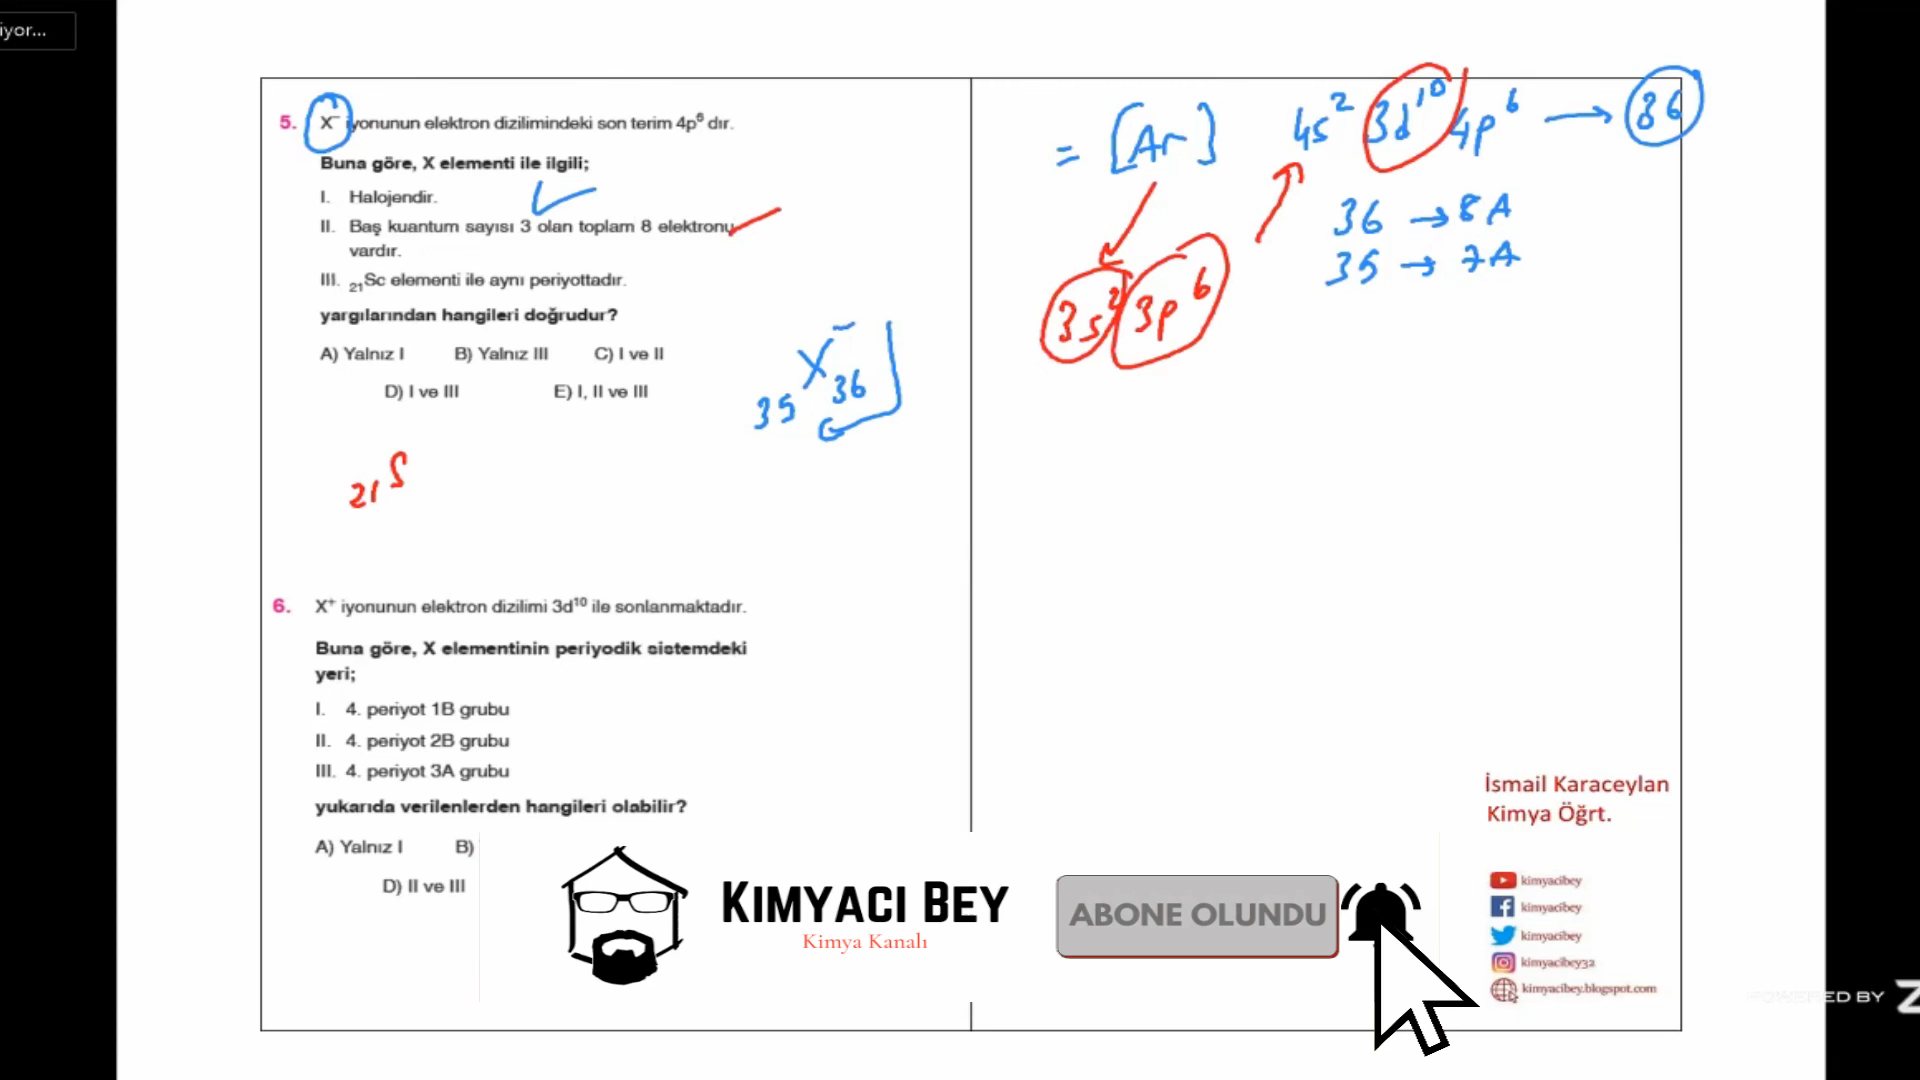 iyor...
5. X⁻ iyonunun elektron dizilimindeki son terim 4p⁶ dır.
Buna göre, X elementi ile ilgili;
I. Halojendir.
II. Baş kuantum sayısı 3 olan toplam 8 elektronu
vardır.
III. ₂₁Sc elementi ile aynı periyottadır.
yargılarından hangileri doğrudur?
A) Yalnız I B) Yalnız III C) I ve II
D) I ve III E) I, II ve III
35 X⁻ 36
21 S
= [Ar] 4s² 3d¹⁰ 4p⁶ → 36
36 → 8A
35 → 7A
3s² 3p⁶
6. X⁺ iyonunun elektron dizilimi 3d¹⁰ ile sonlanmaktadır.
Buna göre, X elementinin periyodik sistemdeki
yeri;
I. 4. periyot 1B grubu
II. 4. periyot 2B grubu
III. 4. periyot 3A grubu
yukarıda verilenlerden hangileri olabilir?
A) Yalnız I B)
D) II ve III
KIMYACI BEY
Kimya Kanalı
ABONE OLUNDU
İsmail Karaceylan
Kimya Öğrt.
kimyacibey
kimyacibey
kimyacibey
kimyacibey32
kimyacibey.blogspot.com
POWERED BY Z